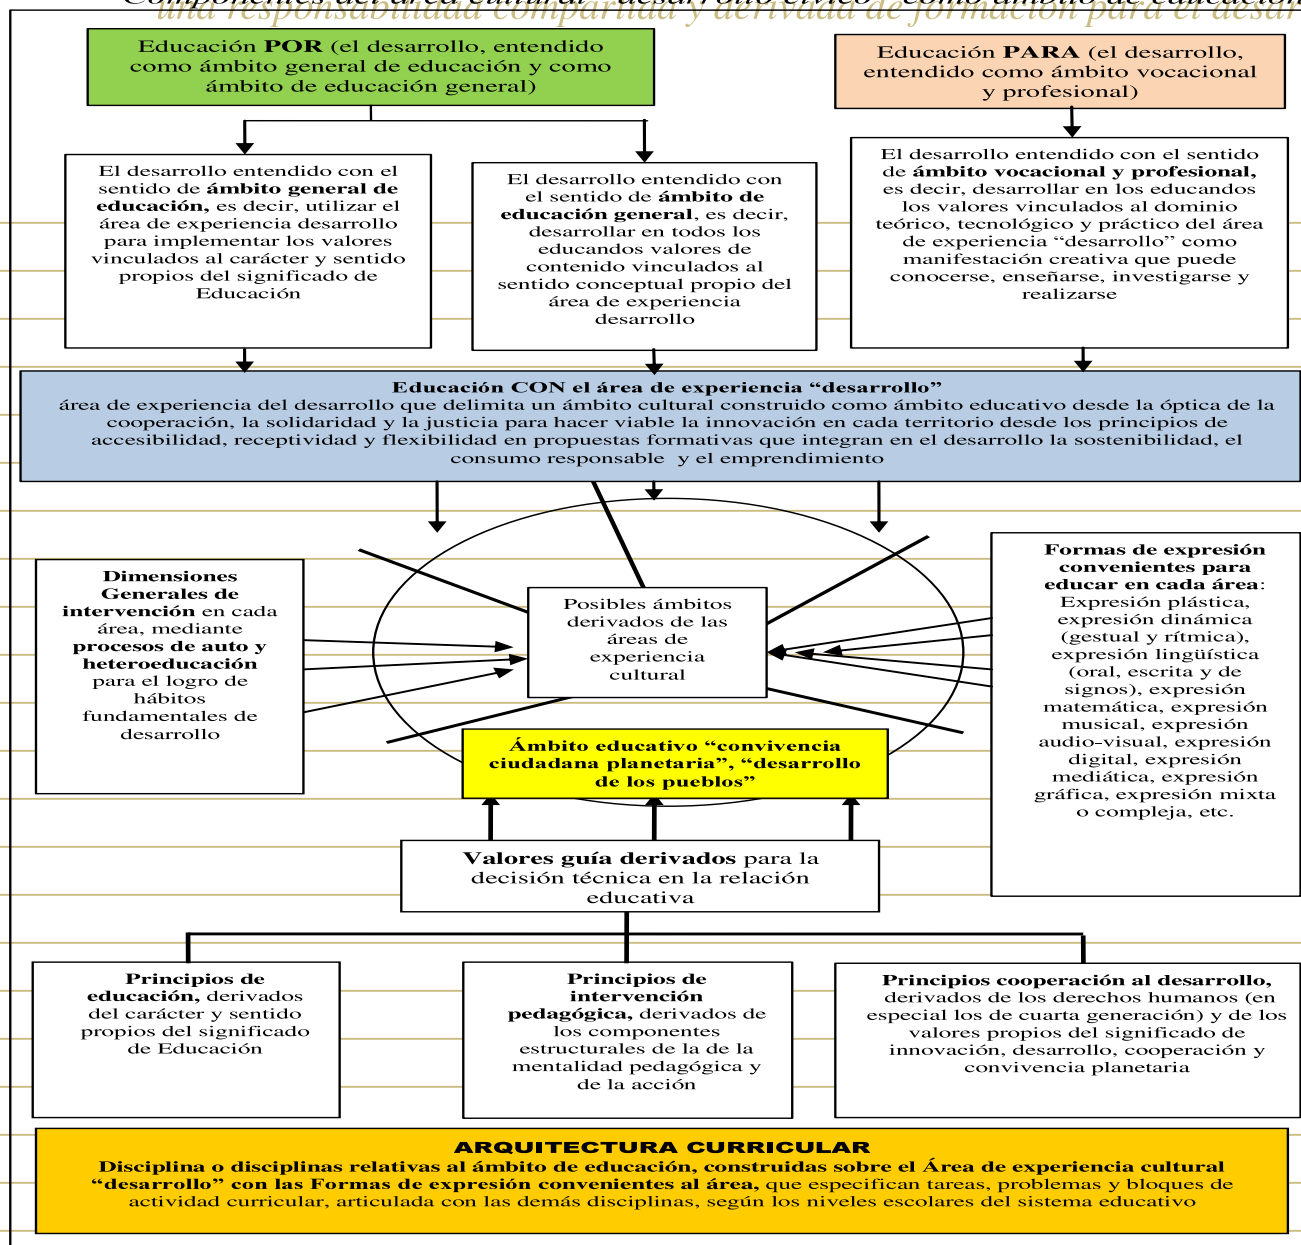 Componentes del área cultural "desarrollo cívico" como ámbito de educación
una responsabilidad compartida y derivada de formación para el desar
Educación POR (el desarrollo, entendido
como ámbito general de educación y como
ámbito de educación general)
Educación PARA (el desarrollo,
entendido como ámbito vocacional
y profesional)
El desarrollo entendido con el
sentido de ámbito general de
educación, es decir, utilizar el
área de experiencia desarrollo
para implementar los valores
vinculados al carácter y sentido
propios del significado de
Educación
El desarrollo entendido con
el sentido de ámbito de
educación general, es decir,
desarrollar en todos los
educandos valores de
contenido vinculados al
sentido conceptual propio del
área de experiencia
desarrollo
El desarrollo entendido con el sentido
de ámbito vocacional y profesional,
es decir, desarrollar en los educandos
los valores vinculados al dominio
teórico, tecnológico y práctico del área
de experiencia “desarrollo” como
manifestación creativa que puede
conocerse, enseñarse, investigarse y
realizarse
Educación CON el área de experiencia “desarrollo”
área de experiencia del desarrollo que delimita un ámbito cultural construido como ámbito educativo desde la óptica de la
cooperación, la solidaridad y la justicia para hacer viable la innovación en cada territorio desde los principios de
accesibilidad, receptividad y flexibilidad en propuestas formativas que integran en el desarrollo la sostenibilidad, el
consumo responsable y el emprendimiento
Dimensiones
Generales de
intervención en cada
área, mediante
procesos de auto y
heteroeducación
para el logro de
hábitos
fundamentales de
desarrollo
Posibles ámbitos
derivados de las
áreas de
experiencia
cultural
Formas de expresión
convenientes para
educar en cada área:
Expresión plástica,
expresión dinámica
(gestual y rítmica),
expresión lingüística
(oral, escrita y de
signos), expresión
matemática, expresión
musical, expresión
audio-visual, expresión
digital, expresión
mediática, expresión
gráfica, expresión mixta
o compleja, etc.
Ámbito educativo “convivencia
ciudadana planetaria”, “desarrollo
de los pueblos”
Valores guía derivados para la
decisión técnica en la relación
educativa
Principios de
educación, derivados
del carácter y sentido
propios del significado
de Educación
Principios de
intervención
pedagógica, derivados de
los componentes
estructurales de la de la
mentalidad pedagógica y
de la acción
Principios cooperación al desarrollo,
derivados de los derechos humanos (en
especial los de cuarta generación) y de los
valores propios del significado de
innovación, desarrollo, cooperación y
convivencia planetaria
ARQUITECTURA CURRICULAR
Disciplina o disciplinas relativas al ámbito de educación, construidas sobre el Área de experiencia cultural
“desarrollo” con las Formas de expresión convenientes al área, que especifican tareas, problemas y bloques de
actividad curricular, articulada con las demás disciplinas, según los niveles escolares del sistema educativo